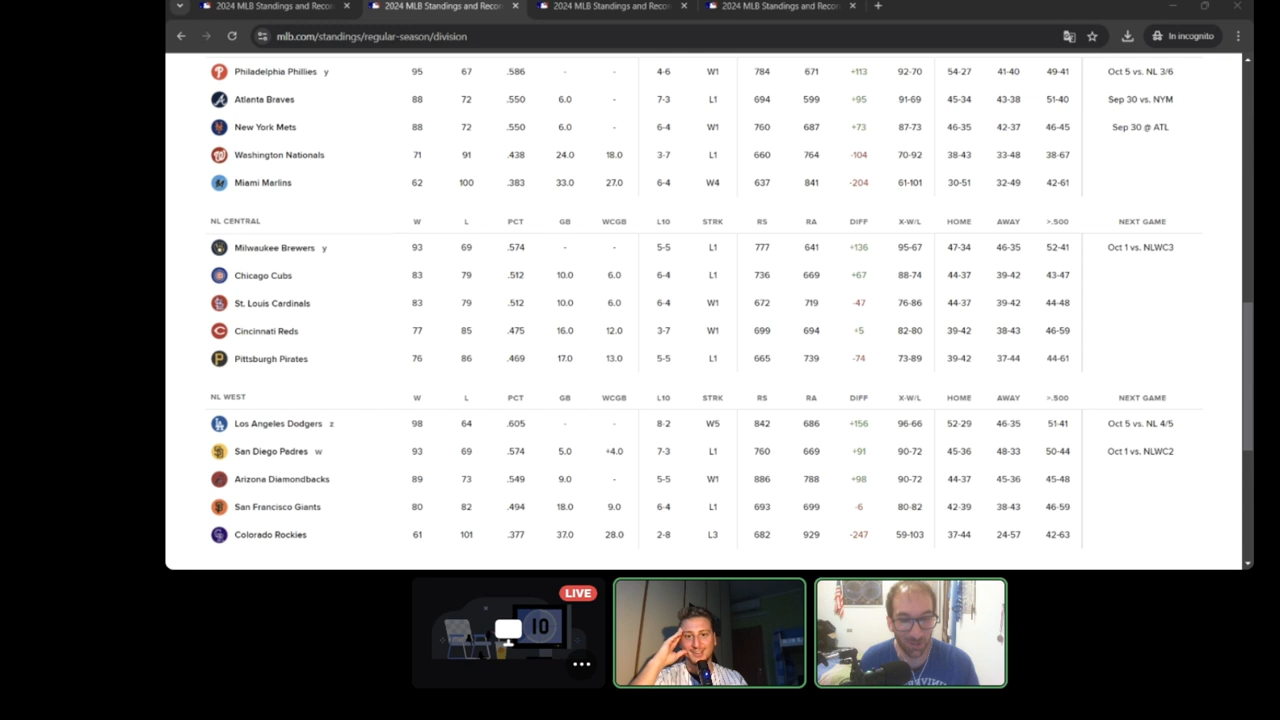 2024 MLB Standings and Recor 2024 MLB Standings and Recor 2024 MLB Standings and Recor 2024 MLB Standings and Recor
mlb.com/standings/regular-season/division In incognito
Philadelphia Phillies y 95 67 .586 - - 4-6 W1 784 671 +113 92-70 54-27 41-40 49-41 Oct 5 vs. NL 3/6
Atlanta Braves 88 72 .550 6.0 - 7-3 L1 694 599 +95 91-69 45-34 43-38 51-40 Sep 30 vs. NYM
New York Mets 88 72 .550 6.0 - 6-4 W1 760 687 +73 87-73 46-35 42-37 46-45 Sep 30 @ ATL
Washington Nationals 71 91 .438 24.0 18.0 3-7 L1 660 764 -104 70-92 38-43 33-48 38-67
Miami Marlins 62 100 .383 33.0 27.0 6-4 W4 637 841 -204 61-101 30-51 32-49 42-61
NL CENTRAL W L PCT GB WCGB L10 STRK RS RA DIFF X-W/L HOME AWAY >.500 NEXT GAME
Milwaukee Brewers y 93 69 .574 - - 5-5 L1 777 641 +136 95-67 47-34 46-35 52-41 Oct 1 vs. NLWC3
Chicago Cubs 83 79 .512 10.0 6.0 6-4 L1 736 669 +67 88-74 44-37 39-42 43-47
St. Louis Cardinals 83 79 .512 10.0 6.0 6-4 W1 672 719 -47 76-86 44-37 39-42 44-48
Cincinnati Reds 77 85 .475 16.0 12.0 3-7 W1 699 694 +5 82-80 39-42 38-43 46-59
Pittsburgh Pirates 76 86 .469 17.0 13.0 5-5 L1 665 739 -74 73-89 39-42 37-44 44-61
NL WEST W L PCT GB WCGB L10 STRK RS RA DIFF X-W/L HOME AWAY >.500 NEXT GAME
Los Angeles Dodgers z 98 64 .605 - - 8-2 W5 842 686 +156 96-66 52-29 46-35 51-41 Oct 5 vs. NL 4/5
San Diego Padres w 93 69 .574 5.0 +4.0 7-3 L1 760 669 +91 90-72 45-36 48-33 50-44 Oct 1 vs. NLWC2
Arizona Diamondbacks 89 73 .549 9.0 - 5-5 W1 886 788 +98 90-72 44-37 45-36 45-48
San Francisco Giants 80 82 .494 18.0 9.0 6-4 L1 693 699 -6 80-82 42-39 38-43 46-59
Colorado Rockies 61 101 .377 37.0 28.0 2-8 L3 682 929 -247 59-103 37-44 24-57 42-63
LIVE
10